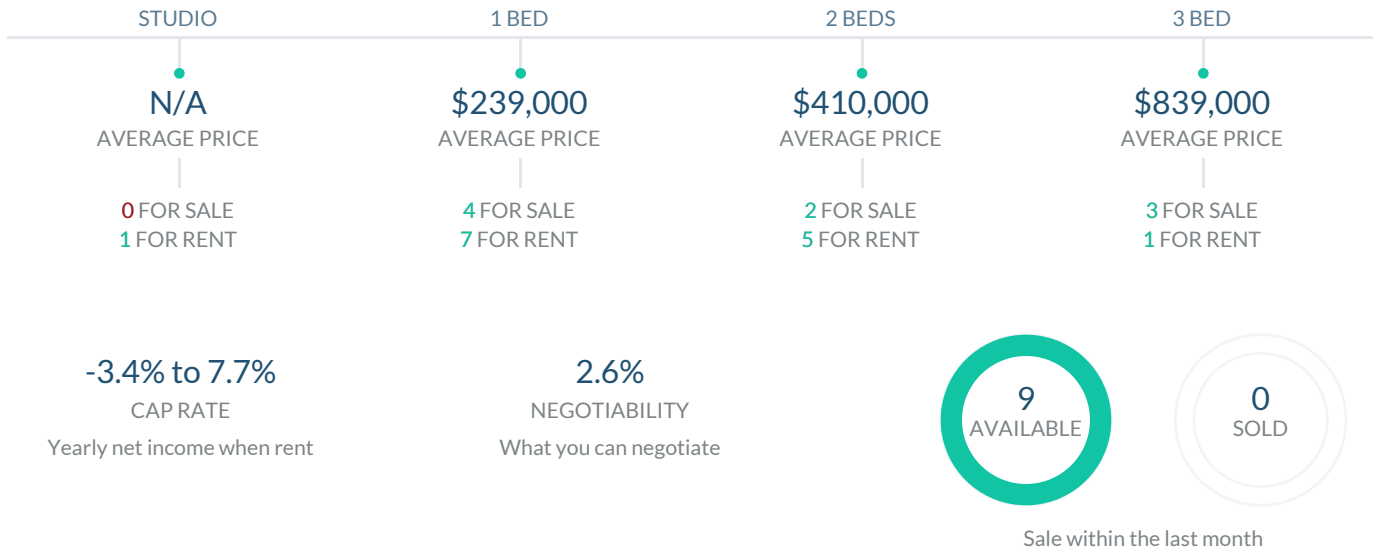 STUDIO
1 BED
2 BEDS
3 BED
N/A
$239,000
$410,000
$839,000
AVERAGE PRICE
AVERAGE PRICE
AVERAGE PRICE
AVERAGE PRICE
0 FOR SALE
4 FOR SALE
2 FOR SALE
3 FOR SALE
1 FOR RENT
7 FOR RENT
5 FOR RENT
1 FOR RENT
-3.4% to 7.7%
CAP RATE
Yearly net income when rent
2.6%
NEGOTIABILITY
What you can negotiate
9
AVAILABLE
0
SOLD
Sale within the last month